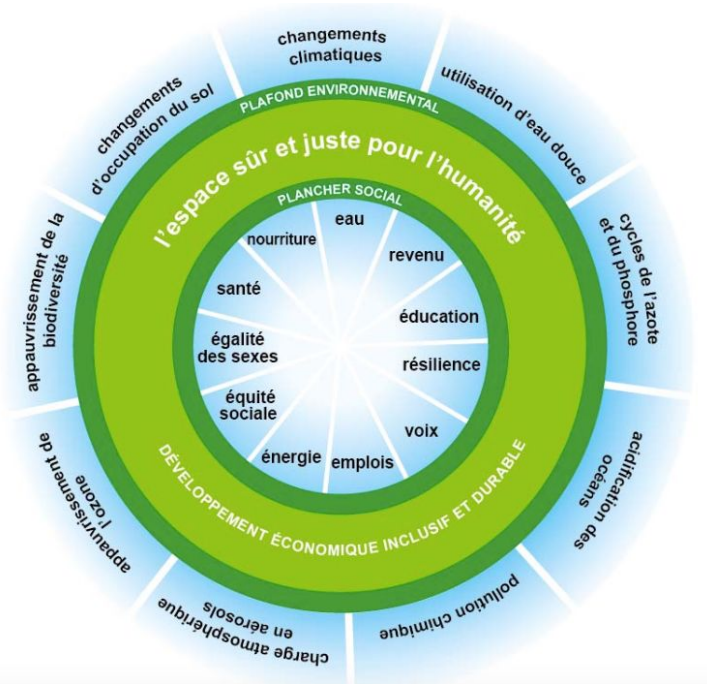 changements
climatiques
utilisation d'eau douce
cycles de l'azote
et du phosphore
acidification des
océans
pollution chimique
charge atmosphérique
en aérosols
appauvrissement de
l'ozone
appauvrissement de la
biodiversité
changements
d'occupation du sol
PLAFOND ENVIRONNEMENTAL
l'espace sûr et juste pour l'humanité
PLANCHER SOCIAL
eau
revenu
éducation
résilience
voix
emplois
énergie
équité
sociale
égalité
des sexes
santé
nourriture
DÉVELOPPEMENT ÉCONOMIQUE INCLUSIF ET DURABLE